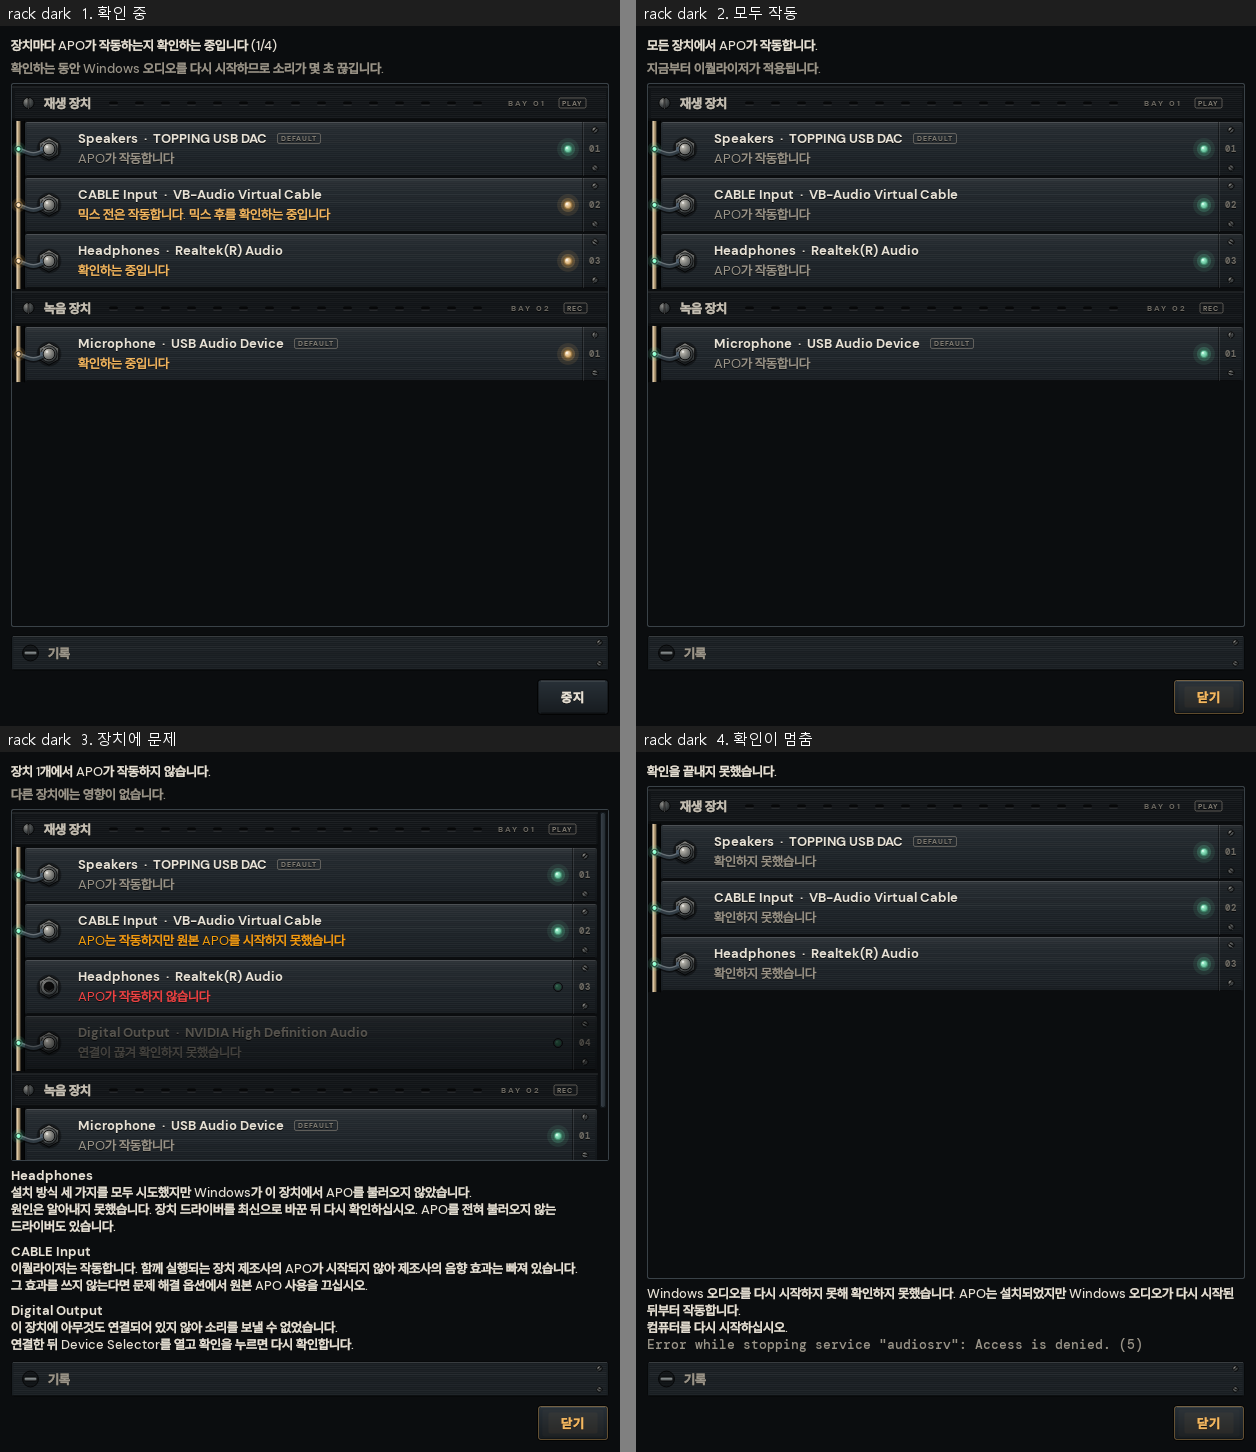 rack dark 1. 확인 중
장치마다 APO가 작동하는지 확인하는 중입니다 (1/4)
확인하는 동안 Windows 오디오를 다시 시작하므로 소리가 몇 초 끊깁니다.
재생 장치 BAY 01 PLAY
Speakers · TOPPING USB DAC DEFAULT
APO가 작동합니다
01
CABLE Input · VB-Audio Virtual Cable
믹스 전은 작동합니다. 믹스 후를 확인하는 중입니다
02
Headphones · Realtek(R) Audio
확인하는 중입니다
03
녹음 장치 BAY 02 REC
Microphone · USB Audio Device DEFAULT
확인하는 중입니다
01
기록
중지
rack dark 2. 모두 작동
모든 장치에서 APO가 작동합니다.
지금부터 이퀄라이저가 적용됩니다.
재생 장치 BAY 01 PLAY
Speakers · TOPPING USB DAC DEFAULT
APO가 작동합니다
01
CABLE Input · VB-Audio Virtual Cable
APO가 작동합니다
02
Headphones · Realtek(R) Audio
APO가 작동합니다
03
녹음 장치 BAY 02 REC
Microphone · USB Audio Device DEFAULT
APO가 작동합니다
01
기록
닫기
rack dark 3. 장치에 문제
장치 1개에서 APO가 작동하지 않습니다.
다른 장치에는 영향이 없습니다.
재생 장치 BAY 01 PLAY
Speakers · TOPPING USB DAC DEFAULT
APO가 작동합니다
01
CABLE Input · VB-Audio Virtual Cable
APO는 작동하지만 원본 APO를 시작하지 못했습니다
02
Headphones · Realtek(R) Audio
APO가 작동하지 않습니다
03
Digital Output · NVIDIA High Definition Audio
연결이 끊겨 확인하지 못했습니다
04
녹음 장치 BAY 02 REC
Microphone · USB Audio Device DEFAULT
APO가 작동합니다
01
Headphones
설치 방식 세 가지를 모두 시도했지만 Windows가 이 장치에서 APO를 불러오지 않았습니다.
원인은 알아내지 못했습니다. 장치 드라이버를 최신으로 바꾼 뒤 다시 확인하십시오. APO를 전혀 불러오지 않는
드라이버도 있습니다.
CABLE Input
이퀄라이저는 작동합니다. 함께 실행되는 장치 제조사의 APO가 시작되지 않아 제조사의 음향 효과는 빠져 있습니다.
그 효과를 쓰지 않는다면 문제 해결 옵션에서 원본 APO 사용을 끄십시오.
Digital Output
이 장치에 아무것도 연결되어 있지 않아 소리를 보낼 수 없었습니다.
연결한 뒤 Device Selector를 열고 확인을 누르면 다시 확인합니다.
기록
닫기
rack dark 4. 확인이 멈춤
확인을 끝내지 못했습니다.
재생 장치 BAY 01 PLAY
Speakers · TOPPING USB DAC DEFAULT
확인하지 못했습니다
01
CABLE Input · VB-Audio Virtual Cable
확인하지 못했습니다
02
Headphones · Realtek(R) Audio
확인하지 못했습니다
03
Windows 오디오를 다시 시작하지 못해 확인하지 못했습니다. APO는 설치되었지만 Windows 오디오가 다시 시작된
뒤부터 작동합니다.
컴퓨터를 다시 시작하십시오.
Error while stopping service "audiosrv": Access is denied. (5)
기록
닫기